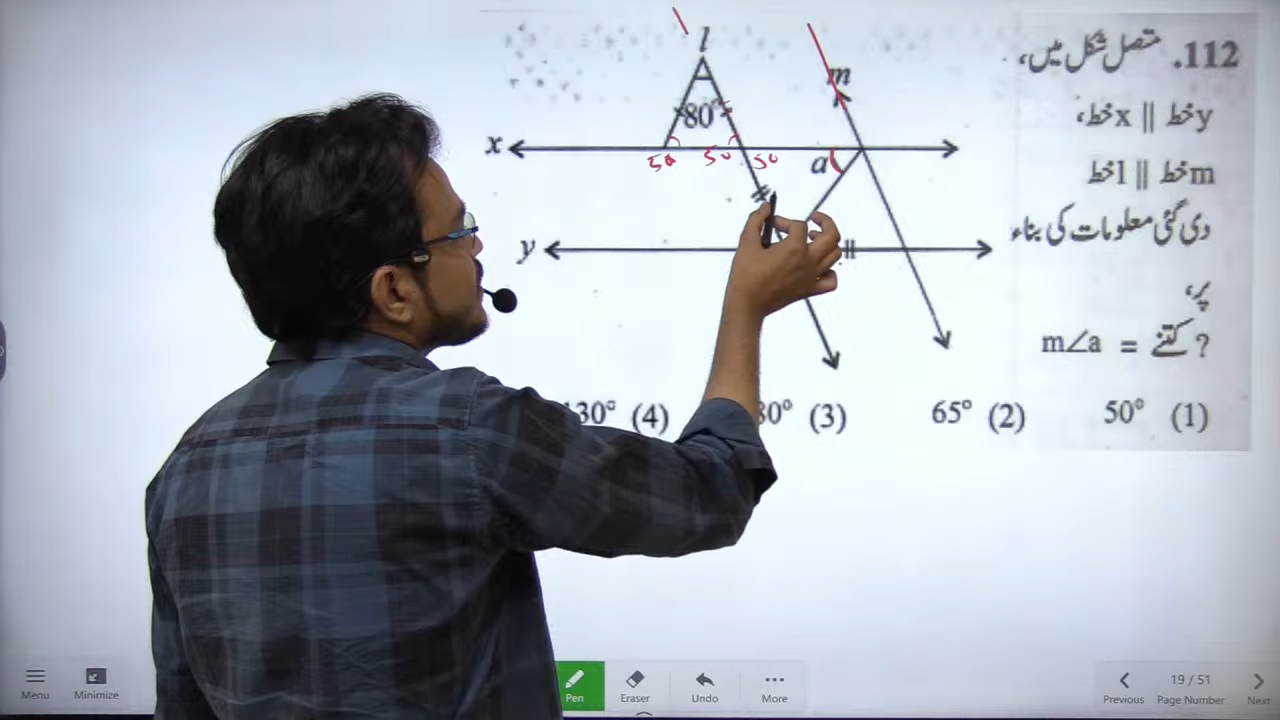 112. متصل شکل میں،
خط x || خط y،
خط l || خط m
دی گئی معلومات کی بناء
پر،
m∠a = کتنے ?
(1) 50° (2) 65° (3) 80° (4) 130°
l
m
80°
x
50 50 50
a
y
Menu
Minimize
Pen
Eraser
Undo
More
Previous
19 / 51
Page Number
Next